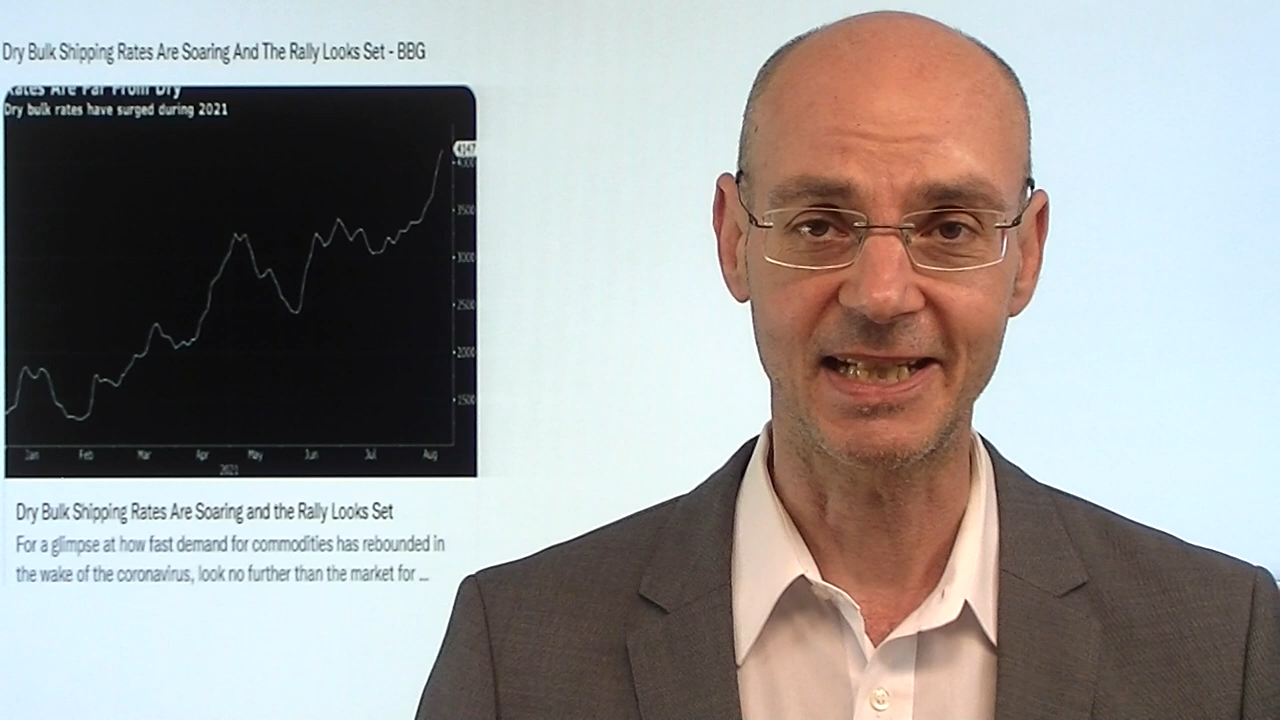 Dry Bulk Shipping Rates Are Soaring And The Rally Looks Set - BBG
Rates Are Far From Dry
Dry bulk rates have surged during 2021
4147
4000
3500
3000
2500
2000
1500
Jan Feb Mar Apr May Jun Jul Aug
2021
Dry Bulk Shipping Rates Are Soaring and the Rally Looks Set
For a glimpse at how fast demand for commodities has rebounded in
the wake of the coronavirus, look no further than the market for ...